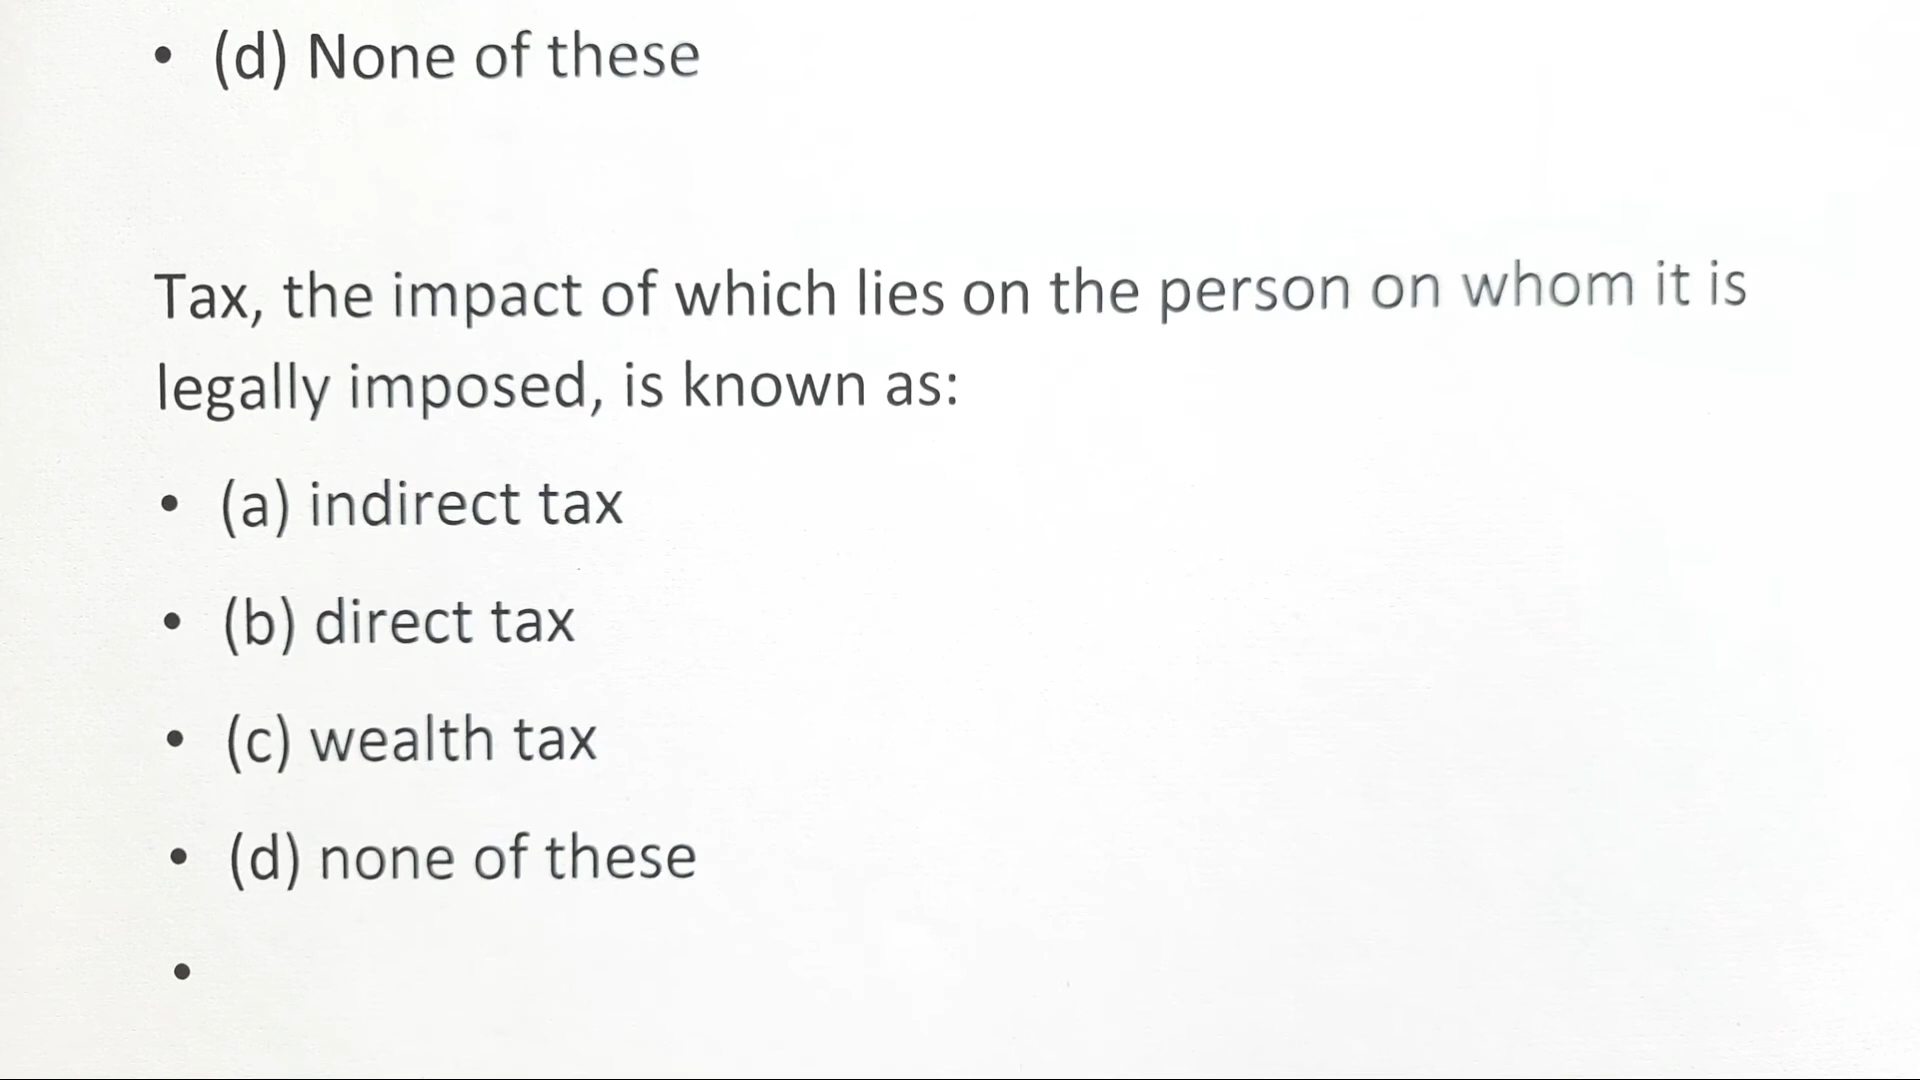 • (d) None of these
Tax, the impact of which lies on the person on whom it is
legally imposed, is known as:
• (a) indirect tax
• (b) direct tax
• (c) wealth tax
• (d) none of these
•